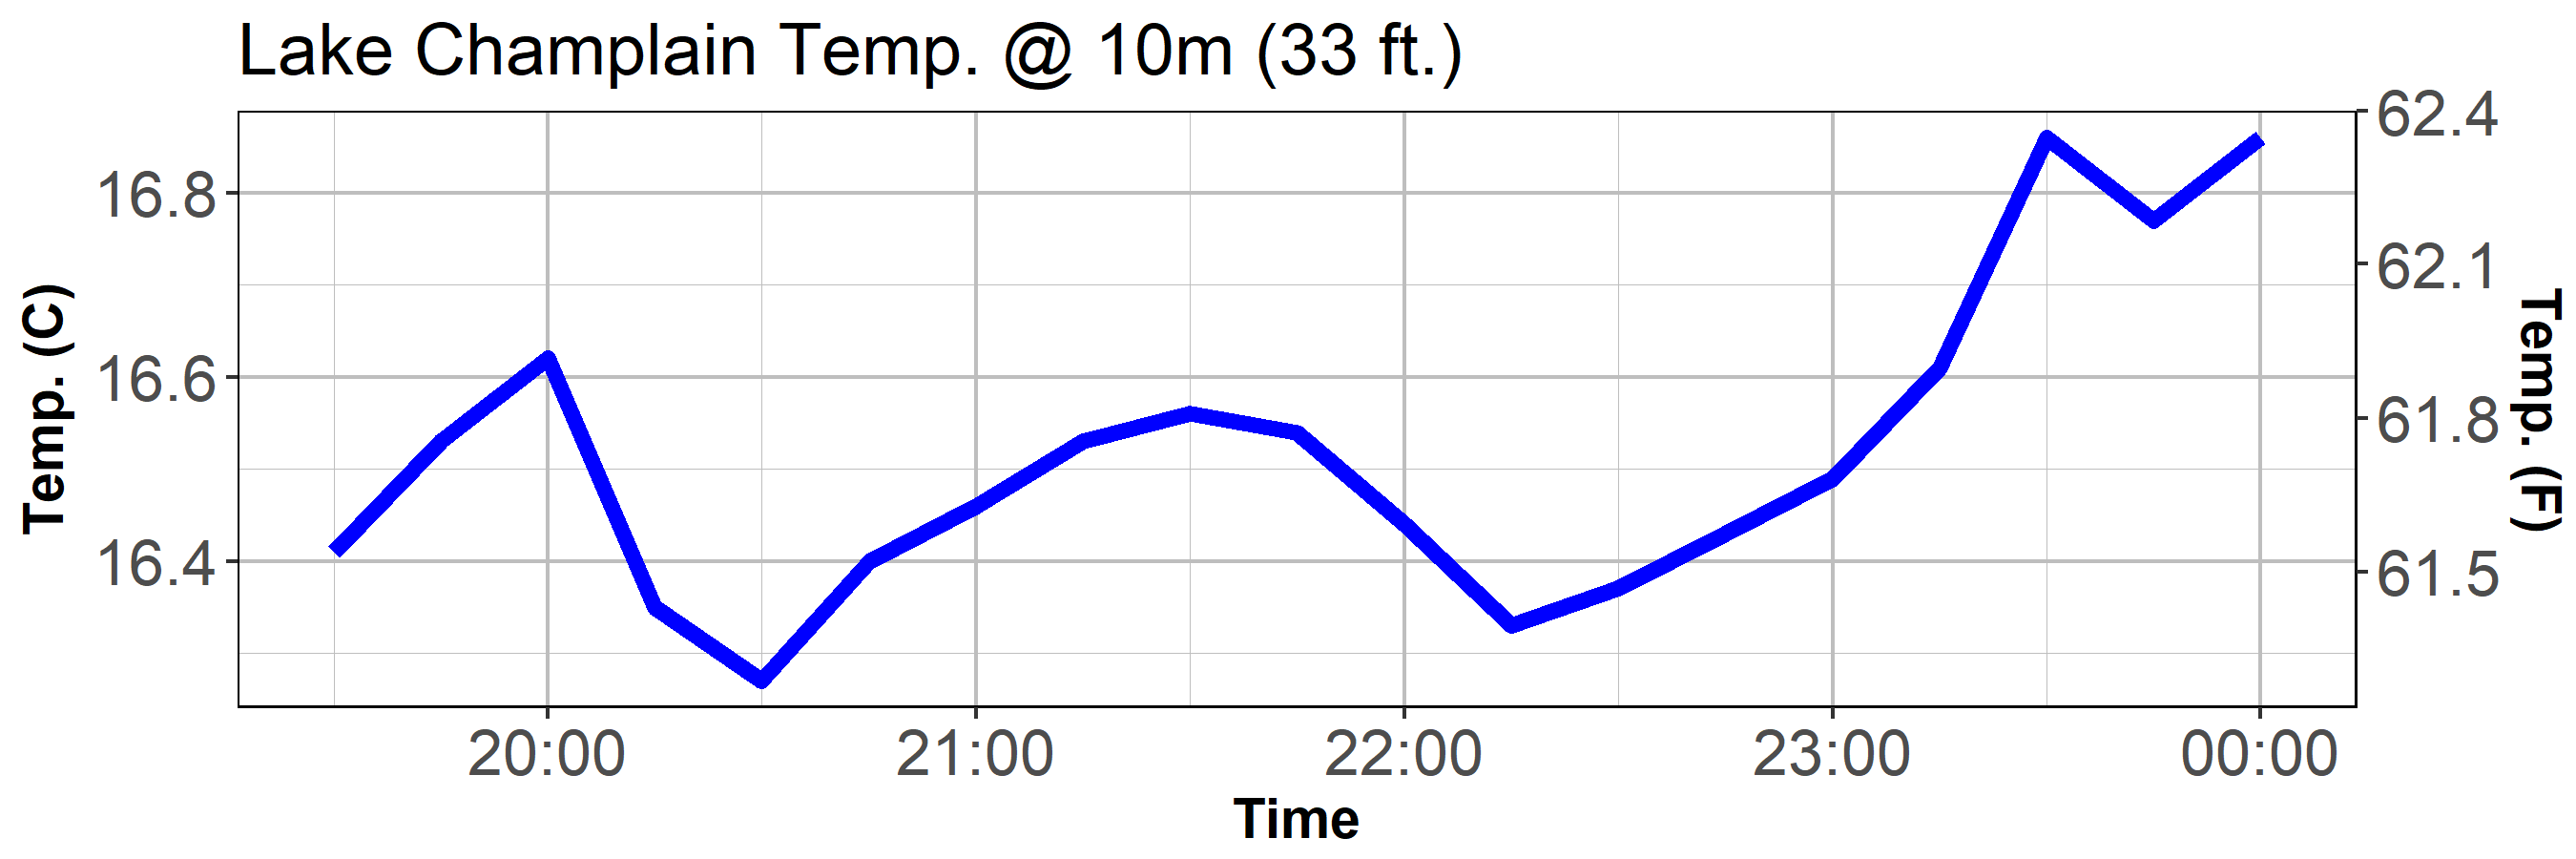 Lake Champlain Temp. @ 10m (33 ft.)
Temp. (C)
16.8
16.6
16.4
62.4
62.1
61.8
61.5
Temp. (F)
20:00 21:00 22:00 23:00 00:00
Time